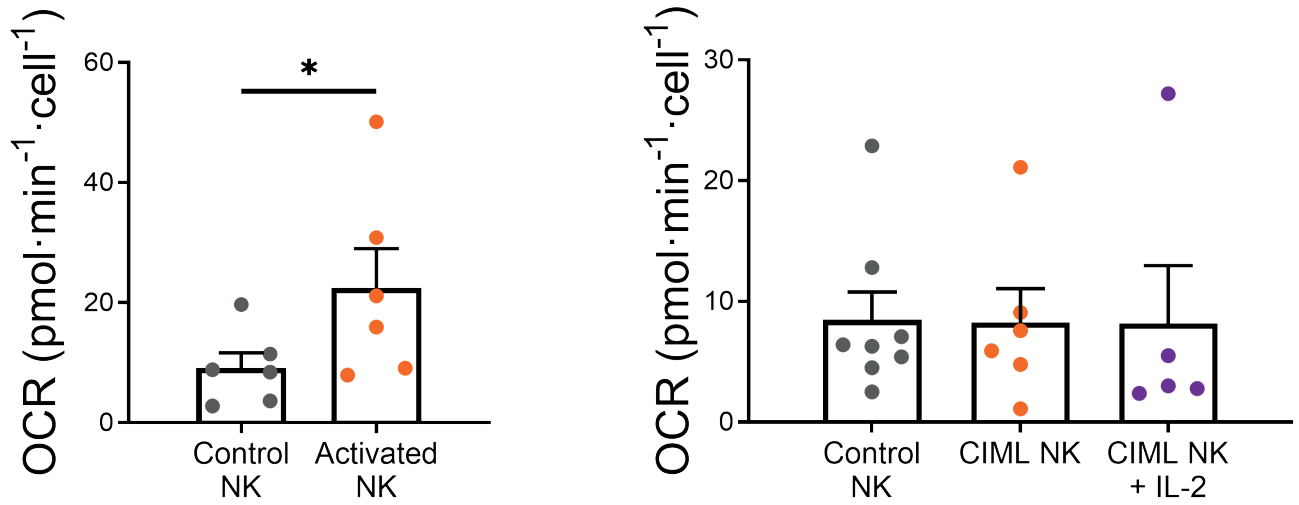 OCR (pmol·min⁻¹·cell⁻¹)
60
40
20
0
*
Control
NK
Activated
NK
OCR (pmol·min⁻¹·cell⁻¹)
30
20
10
0
Control
NK
CIML NK
CIML NK
+ IL-2